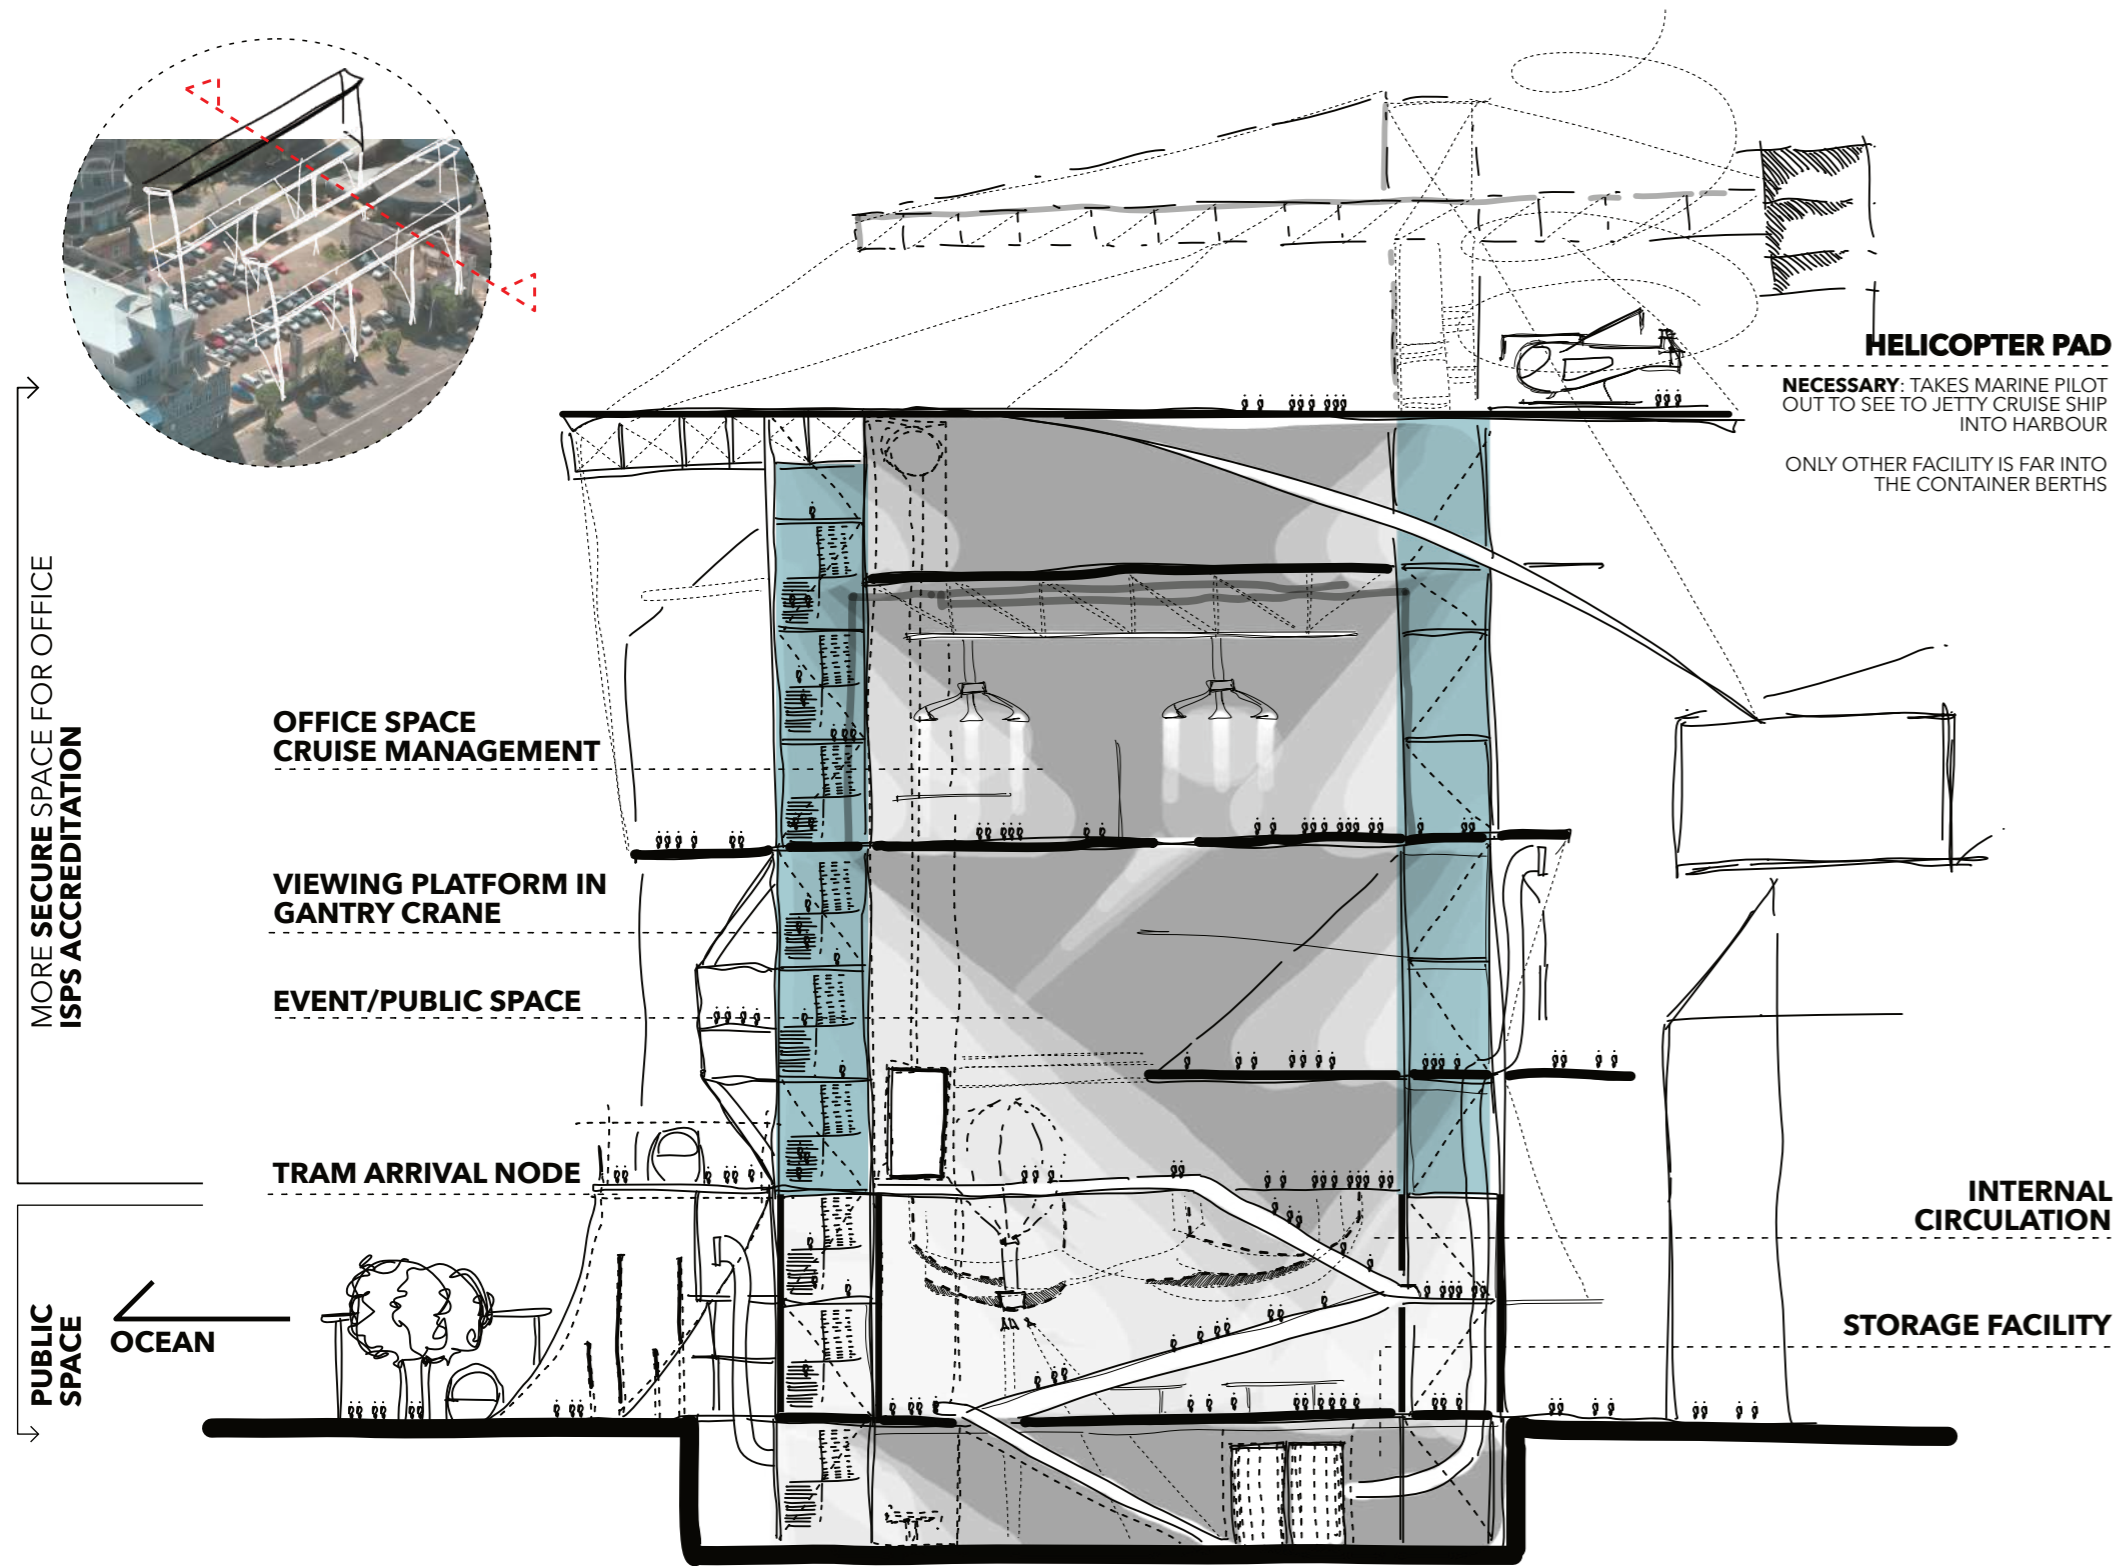 HELICOPTER PAD
NECESSARY: TAKES MARINE PILOT
OUT TO SEE TO JETTY CRUISE SHIP
INTO HARBOUR
ONLY OTHER FACILITY IS FAR INTO
THE CONTAINER BERTHS
MORE SECURE SPACE FOR OFFICE
ISPS ACCREDITATION
OFFICE SPACE
CRUISE MANAGEMENT
VIEWING PLATFORM IN
GANTRY CRANE
EVENT/PUBLIC SPACE
TRAM ARRIVAL NODE
INTERNAL
CIRCULATION
STORAGE FACILITY
PUBLIC
SPACE
OCEAN